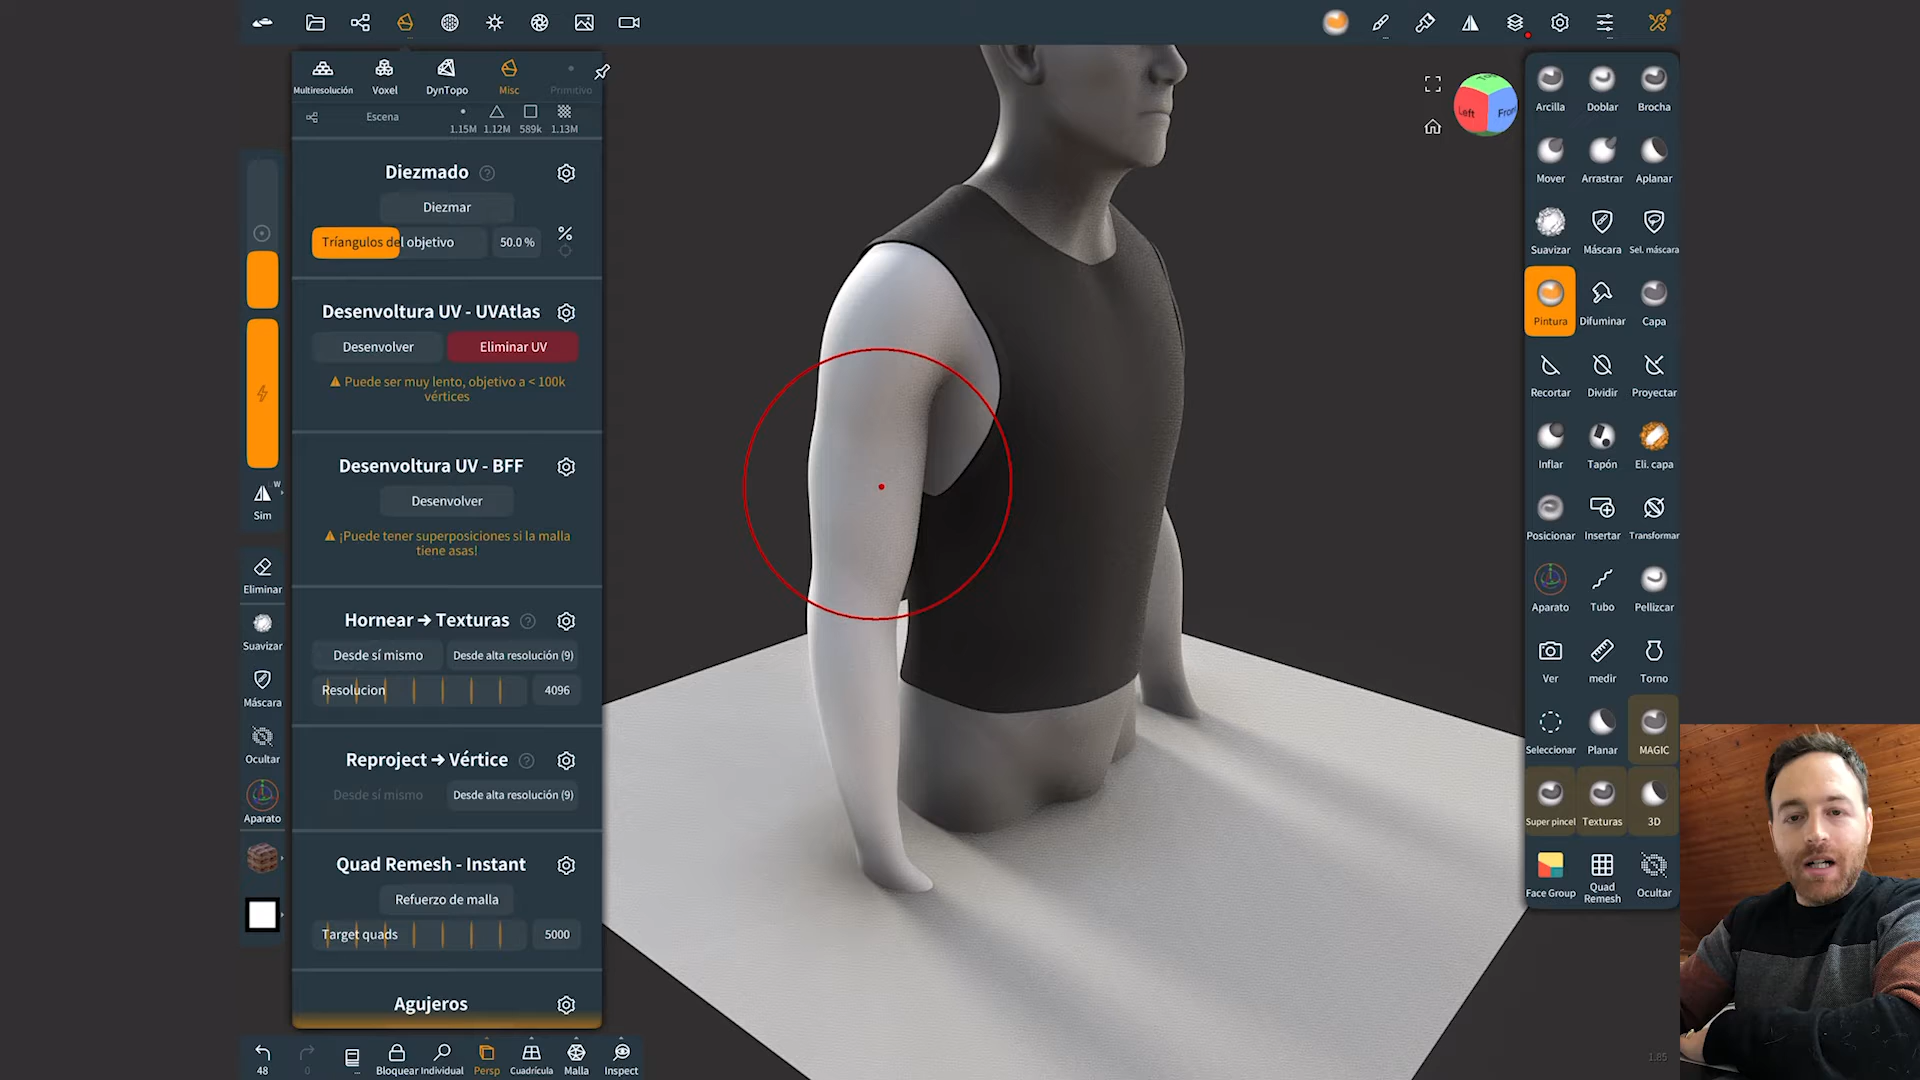 Multiresolución Voxel DynTopo Misc Primitivo
Escena
1.15M 1.12M 589k 1.13M
Diezmado ?
Diezmar
Triángulos del objetivo 50.0 % %
Desenvoltura UV - UVAtlas
Desenvolver Eliminar UV
Puede ser muy lento, objetivo a < 100k
vértices
Desenvoltura UV - BFF
Desenvolver
¡Puede tener superposiciones si la malla
tiene asas!
Hornear → Texturas ?
Desde sí mismo Desde alta resolución (9)
Resolucion 4096
Reproject → Vértice ?
Desde sí mismo Desde alta resolución (9)
Quad Remesh - Instant
Refuerzo de malla
Target quads 5000
Agujeros
W
Sim
Eliminar
Suavizar
Máscara
Ocultar
Aparato
48 0 Bloquear Individual Persp Cuadrícula Malla Inspect
Top
Left Front
Arcilla Doblar Brocha
Mover Arrastrar Aplanar
Suavizar Máscara Sel. máscara
Pintura Difuminar Capa
Recortar Dividir Proyectar
Inflar Tapón Eli. capa
Posicionar Insertar Transformar
Aparato Tubo Pellizcar
Ver medir Torno
Seleccionar Planar MAGIC
Super pincel Texturas 3D
Face Group Quad
Remesh Ocultar
1.85